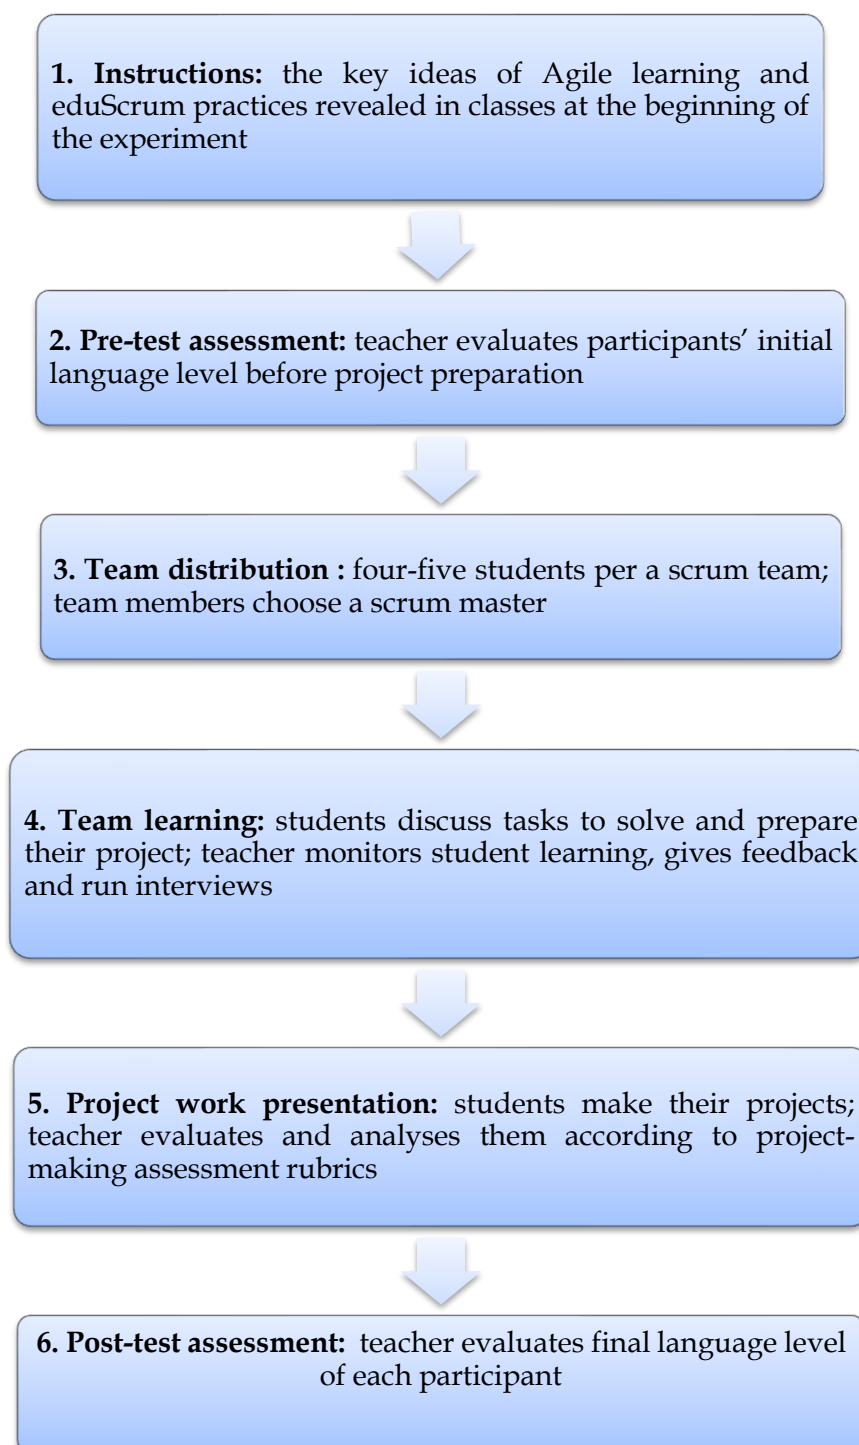 1. Instructions: the key ideas of Agile learning and
eduScrum practices revealed in classes at the beginning of
the experiment
2. Pre-test assessment: teacher evaluates participants’ initial
language level before project preparation
3. Team distribution : four-five students per a scrum team;
team members choose a scrum master
4. Team learning: students discuss tasks to solve and prepare
their project; teacher monitors student learning, gives feedback
and run interviews
5. Project work presentation: students make their projects;
teacher evaluates and analyses them according to project-
making assessment rubrics
6. Post-test assessment: teacher evaluates final language level
of each participant